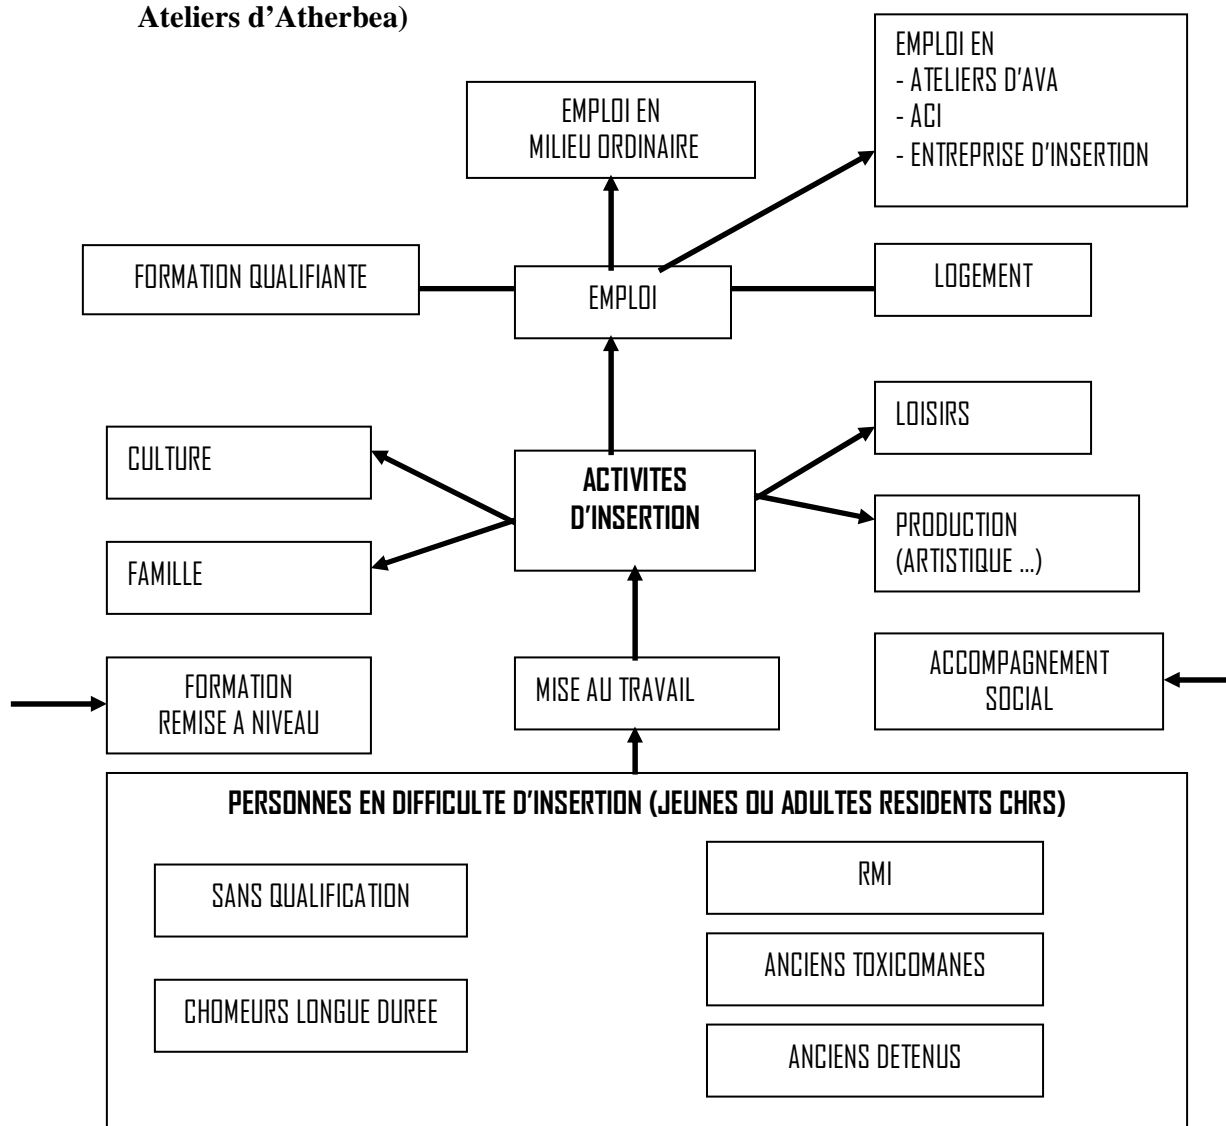 Ateliers d’Atherbea)
EMPLOI EN
- ATELIERS D’AVA
- ACI
- ENTREPRISE D’INSERTION
EMPLOI EN
MILIEU ORDINAIRE
FORMATION QUALIFIANTE
EMPLOI
LOGEMENT
CULTURE
ACTIVITES
D’INSERTION
LOISIRS
PRODUCTION
(ARTISTIQUE ...)
FAMILLE
FORMATION
REMISE A NIVEAU
MISE AU TRAVAIL
ACCOMPAGNEMENT
SOCIAL
PERSONNES EN DIFFICULTE D’INSERTION (JEUNES OU ADULTES RESIDENTS CHRS)
SANS QUALIFICATION
RMI
CHOMEURS LONGUE DUREE
ANCIENS TOXICOMANES
ANCIENS DETENUS